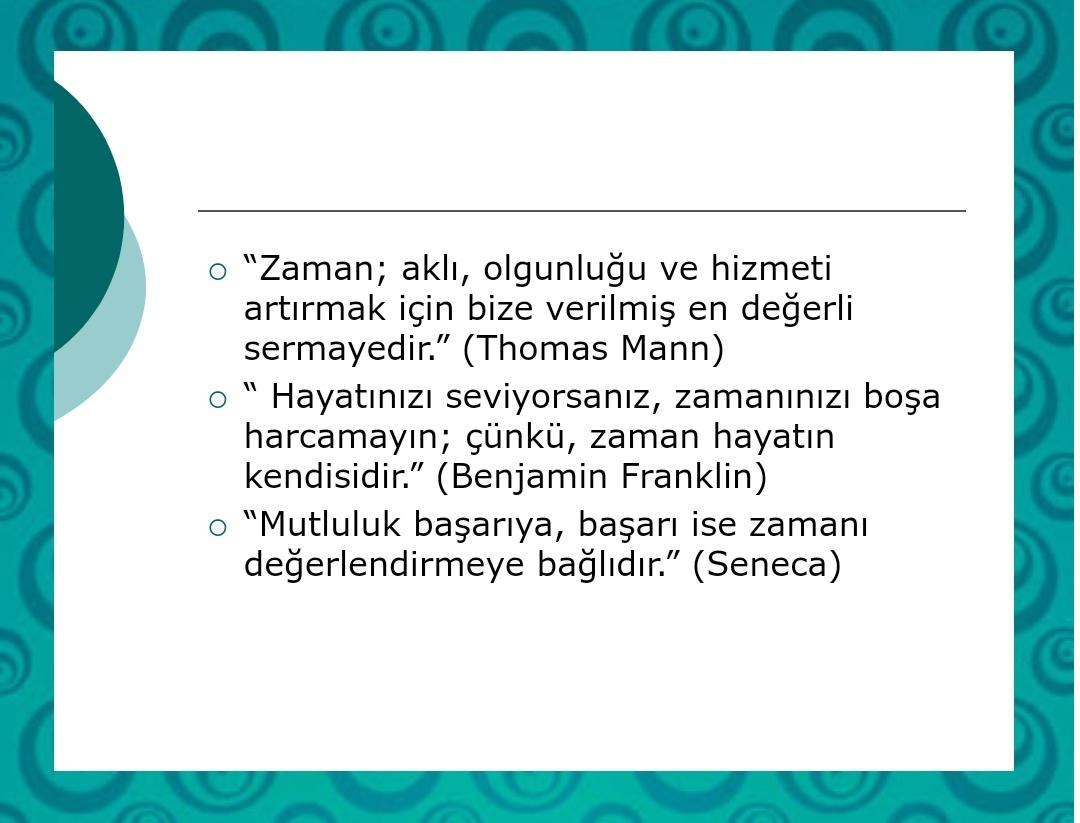 “Zaman; aklı, olgunluğu ve hizmeti
artırmak için bize verilmiş en değerli
sermayedir.” (Thomas Mann)
“ Hayatınızı seviyorsanız, zamanınızı boşa
harcamayın; çünkü, zaman hayatın
kendisidir.” (Benjamin Franklin)
“Mutluluk başarıya, başarı ise zamanı
değerlendirmeye bağlıdır.” (Seneca)